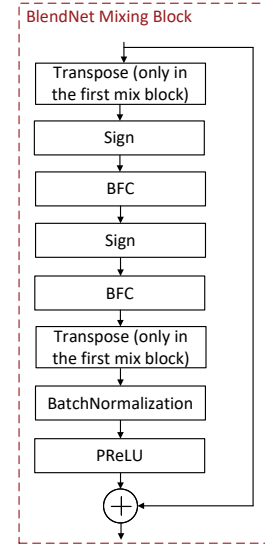 BlendNet Mixing Block
Transpose (only in
the first mix block)
Sign
BFC
Sign
BFC
Transpose (only in
the first mix block)
BatchNormalization
PReLU